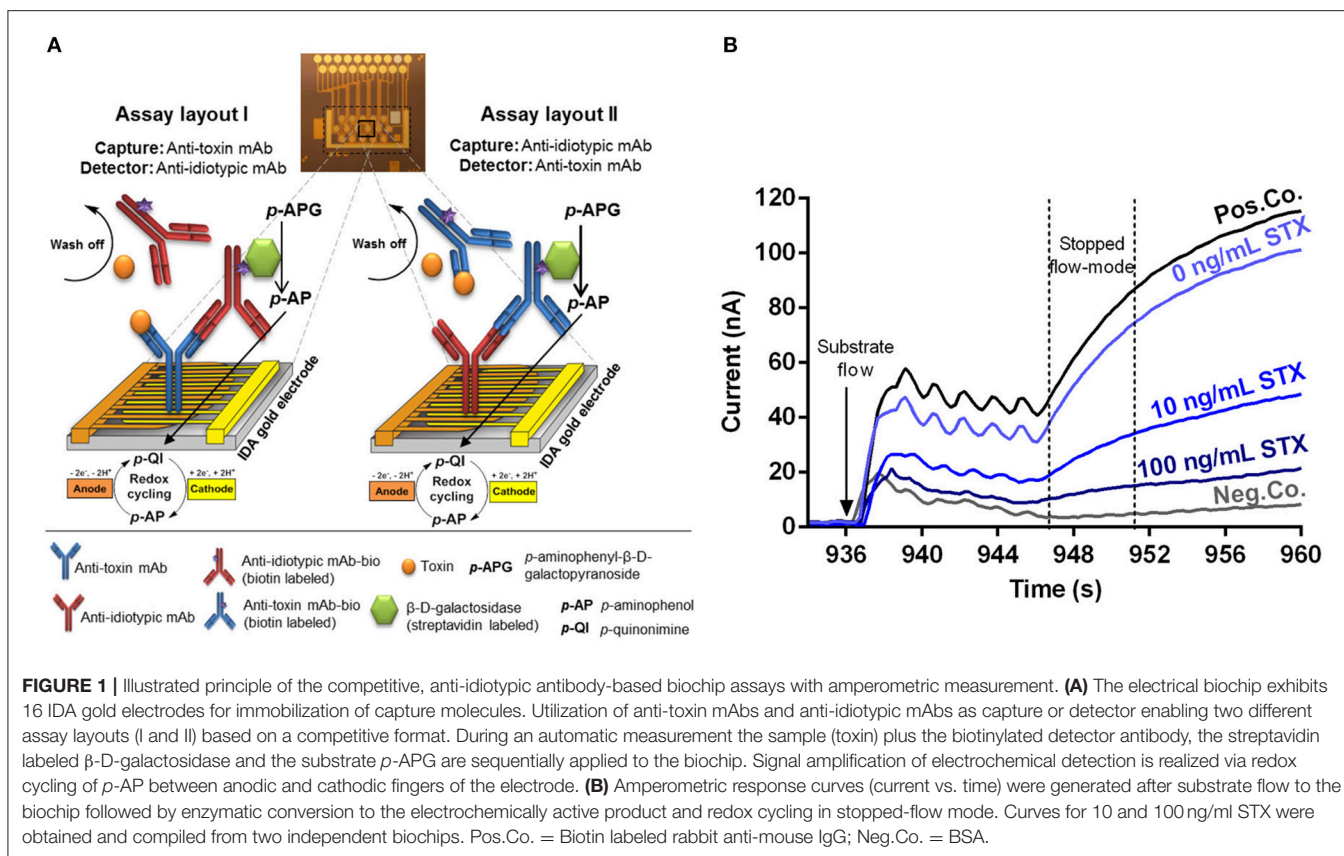 A
Assay layout I
Capture: Anti-toxin mAb
Detector: Anti-idiotypic mAb
Wash off
p-APG
p-AP
IDA gold electrode
p-QI
- 2e-, - 2H+
+ 2e-, + 2H+
Anode
Redox
cycling
Cathode
p-AP
Assay layout II
Capture: Anti-idiotypic mAb
Detector: Anti-toxin mAb
Wash off
p-APG
p-AP
IDA gold electrode
p-QI
- 2e-, - 2H+
+ 2e-, + 2H+
Anode
Redox
cycling
Cathode
p-AP
Anti-toxin mAb
Anti-idiotypic mAb-bio
(biotin labeled)
Toxin
p-APG p-aminophenyl-β-D-
galactopyranoside
Anti-idiotypic mAb
Anti-toxin mAb-bio
(biotin labeled)
β-D-galactosidase
(streptavidin labeled)
p-AP p-aminophenol
p-QI p-quinonimine
B
Current (nA)
120
100
80
60
40
20
0
Substrate
flow
Stopped
flow-mode
Pos.Co.
0 ng/mL STX
10 ng/mL STX
100 ng/mL STX
Neg.Co.
936 940 944 948 952 956 960
Time (s)
FIGURE 1 | Illustrated principle of the competitive, anti-idiotypic antibody-based biochip assays with amperometric measurement. (A) The electrical biochip exhibits
16 IDA gold electrodes for immobilization of capture molecules. Utilization of anti-toxin mAbs and anti-idiotypic mAbs as capture or detector enabling two different
assay layouts (I and II) based on a competitive format. During an automatic measurement the sample (toxin) plus the biotinylated detector antibody, the streptavidin
labeled β-D-galactosidase and the substrate p-APG are sequentially applied to the biochip. Signal amplification of electrochemical detection is realized via redox
cycling of p-AP between anodic and cathodic fingers of the electrode. (B) Amperometric response curves (current vs. time) were generated after substrate flow to the
biochip followed by enzymatic conversion to the electrochemically active product and redox cycling in stopped-flow mode. Curves for 10 and 100 ng/ml STX were
obtained and compiled from two independent biochips. Pos.Co. = Biotin labeled rabbit anti-mouse IgG; Neg.Co. = BSA.